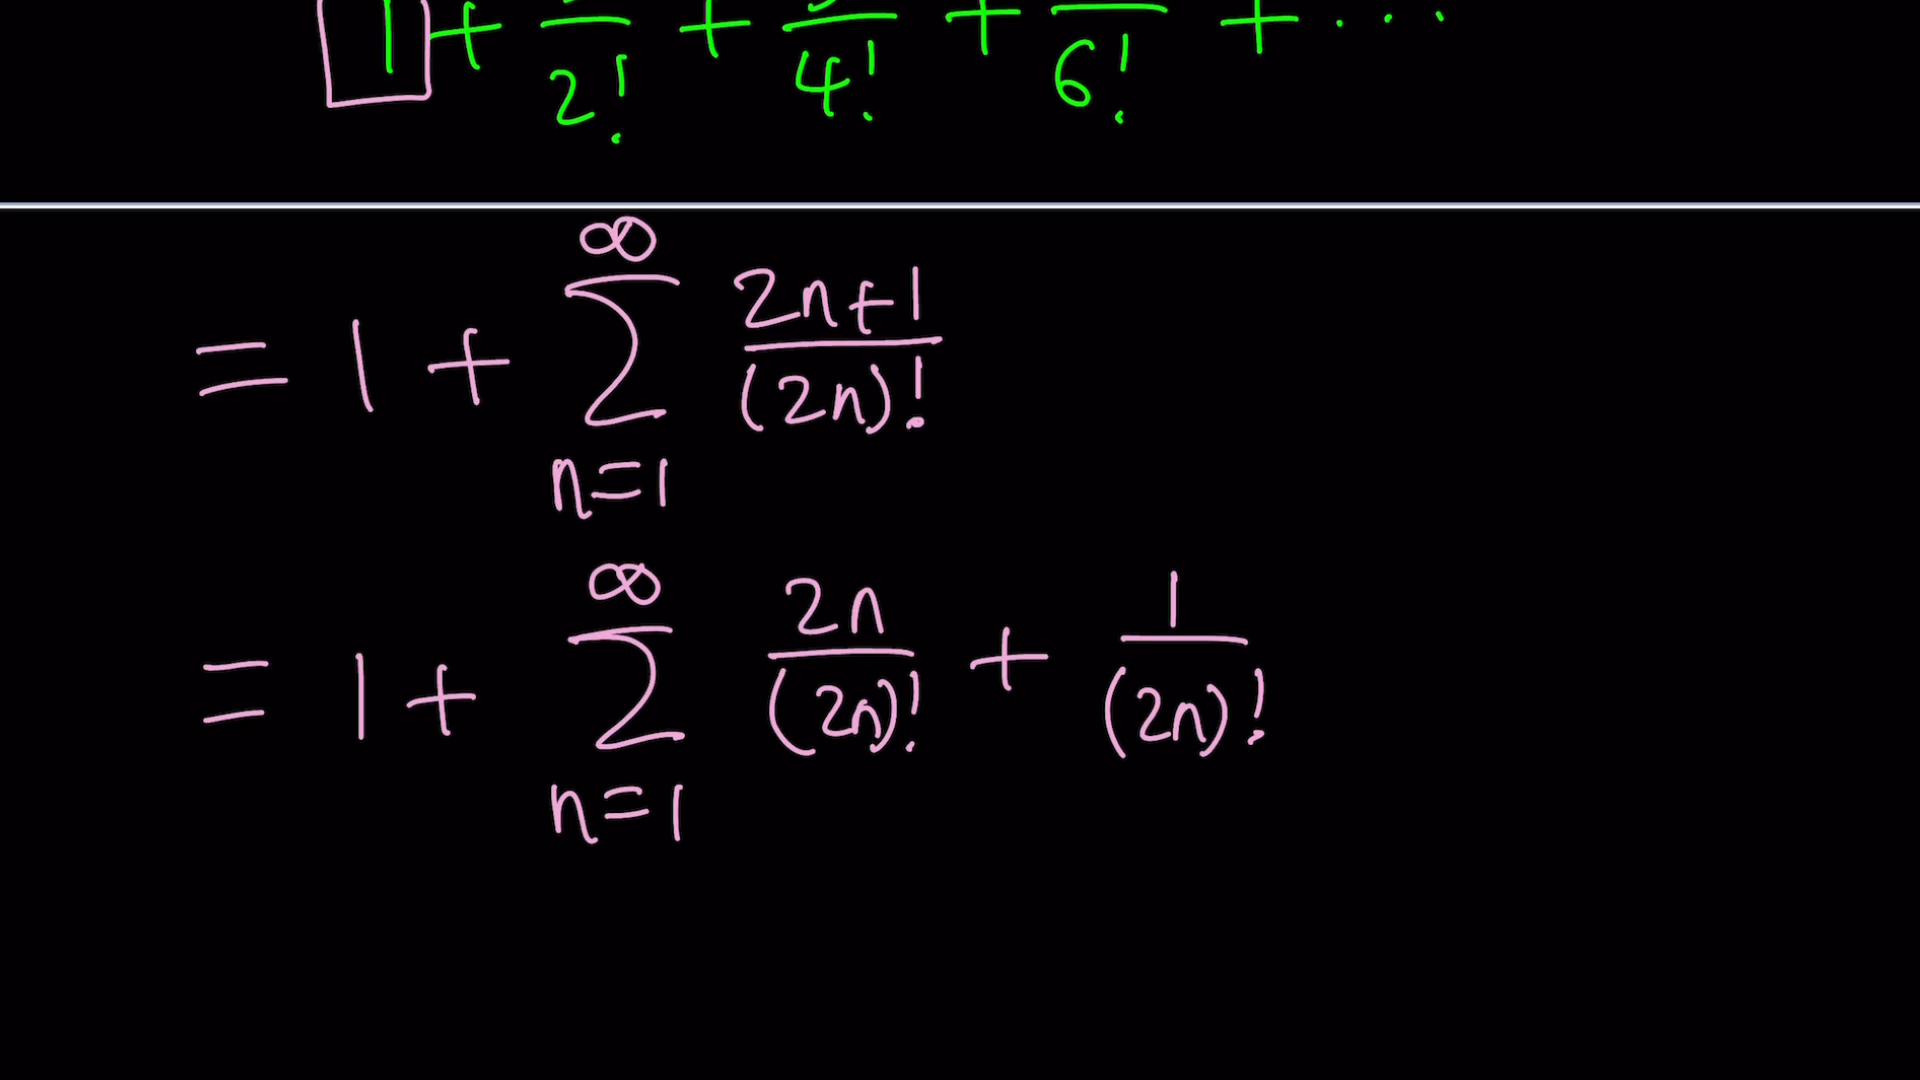 1 + /2! + /4! + /6! + ...
= 1 + ∞∑n=1 2n+1/(2n)!
= 1 + ∞∑n=1 2n/(2n)! + 1/(2n)!